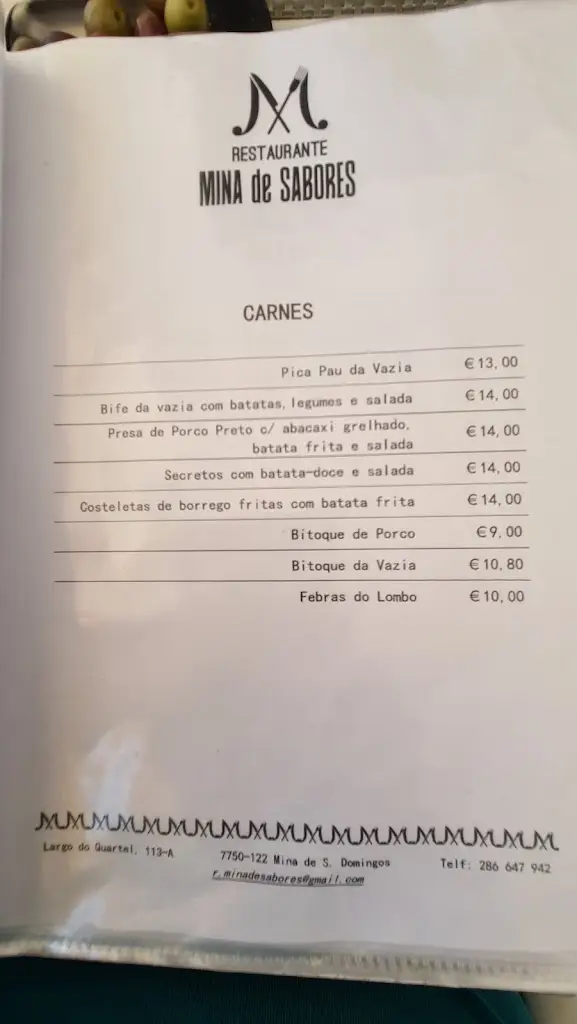 RESTAURANTE
MINA de SABORES
CARNES
Pica Pau da Vazia €13,00
Bife da vazia com batatas, legumes e salada €14,00
Presa de Porco Preto c/ abacaxi grelhado,
batata frita e salada €14,00
Secretos com batata-doce e salada €14,00
Costeletas de borrego fritas com batata frita €14,00
Bitoque de Porco €9,00
Bitoque da Vazia €10,80
Febras do Lombo €10,00
Largo do Quartel, 113-A 7750-122 Mina de S. Domingos Telf: 286 647 942
r.minadesabores@gmail.com